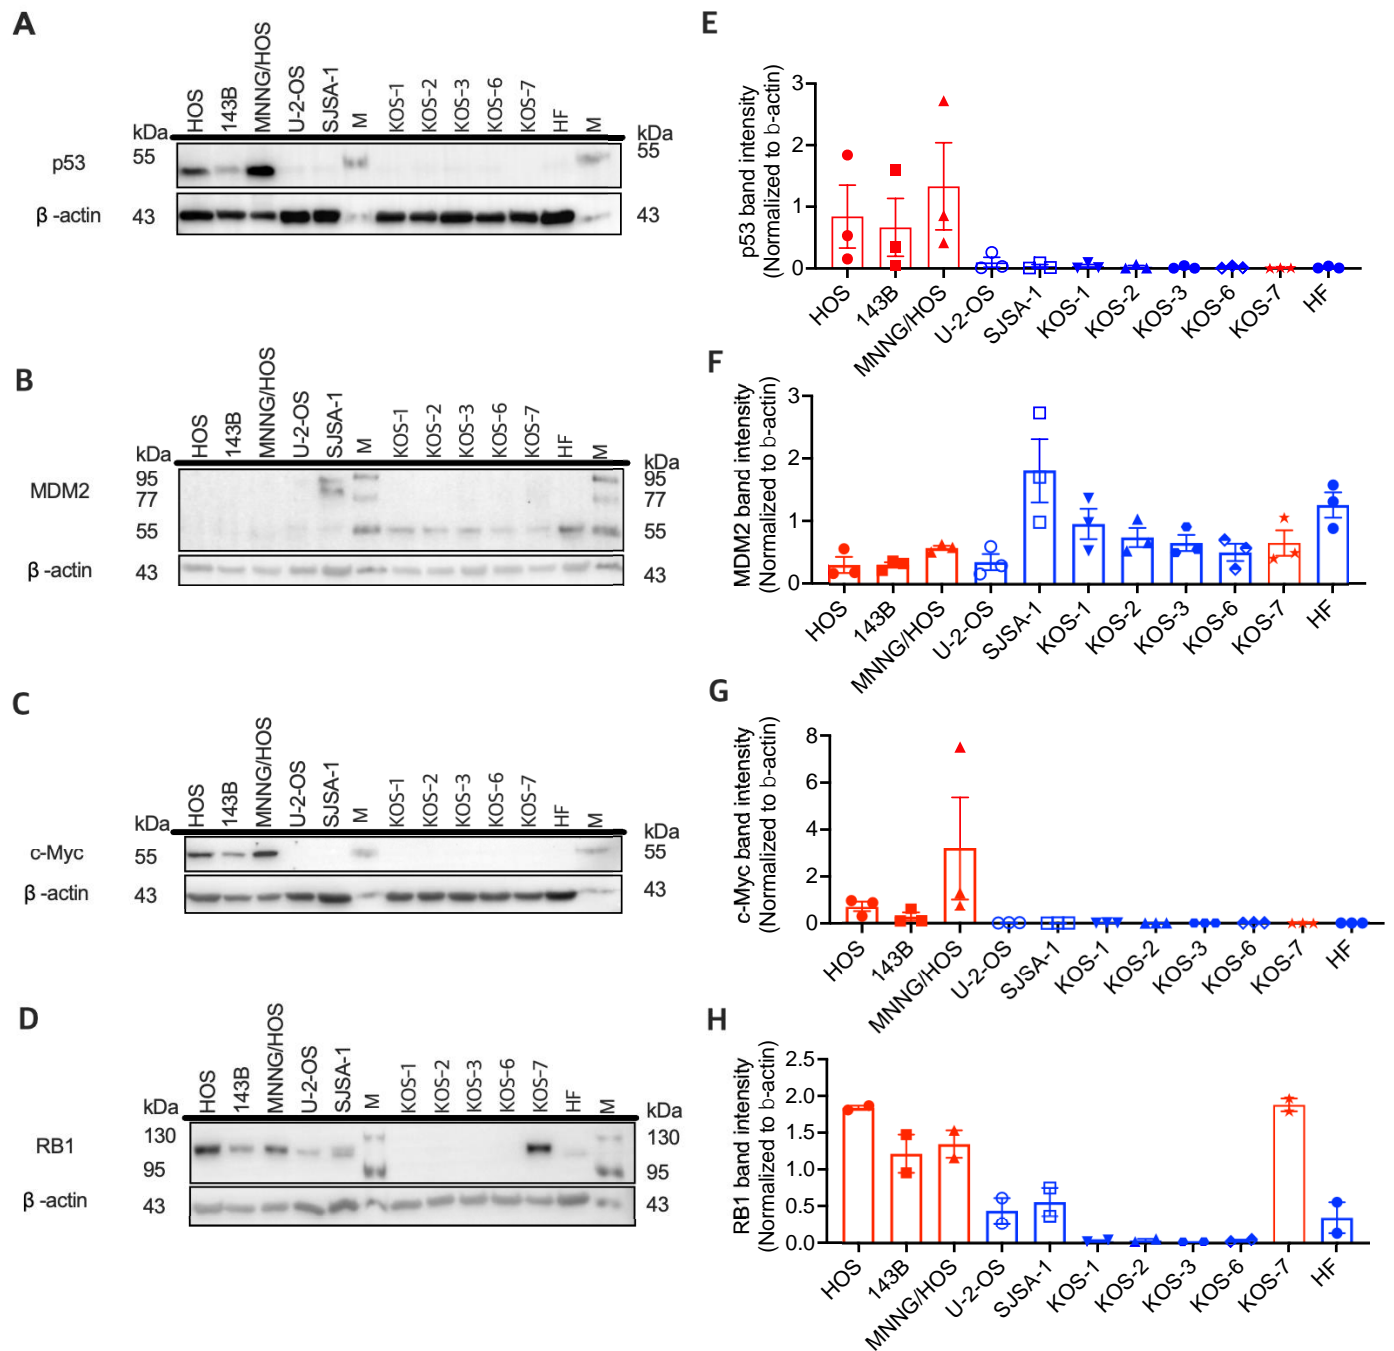 A
HOS
143B
MNNG/HOS
U-2-OS
SJSA-1
M
KOS-1
KOS-2
KOS-3
KOS-6
KOS-7
HF
M
kDa
kDa
p53
55
55
β -actin
43
43
E
p53 band intensity
(Normalized to b-actin)
3
2
1
0
HOS
143B
MNNG/HOS
U-2-OS
SJSA-1
KOS-1
KOS-2
KOS-3
KOS-6
KOS-7
HF
B
HOS
143B
MNNG/HOS
U-2-OS
SJSA-1
M
KOS-1
KOS-2
KOS-3
KOS-6
KOS-7
HF
M
kDa
kDa
MDM2
95
95
77
77
55
55
β -actin
43
43
F
MDM2 band intensity
(Normalized to b-actin)
3
2
1
0
HOS
143B
MNNG/HOS
U-2-OS
SJSA-1
KOS-1
KOS-2
KOS-3
KOS-6
KOS-7
HF
C
HOS
143B
MNNG/HOS
U-2-OS
SJSA-1
M
KOS-1
KOS-2
KOS-3
KOS-6
KOS-7
HF
M
kDa
kDa
c-Myc
55
55
β -actin
43
43
G
c-Myc band intensity
(Normalized to b-actin)
8
6
4
2
0
HOS
143B
MNNG/HOS
U-2-OS
SJSA-1
KOS-1
KOS-2
KOS-3
KOS-6
KOS-7
HF
D
HOS
143B
MNNG/HOS
U-2-OS
SJSA-1
M
KOS-1
KOS-2
KOS-3
KOS-6
KOS-7
HF
M
kDa
kDa
130
130
RB1
95
95
β -actin
43
43
H
RB1 band intensity
(Normalized to b-actin)
2.5
2.0
1.5
1.0
0.5
0.0
HOS
143B
MNNG/HOS
U-2-OS
SJSA-1
KOS-1
KOS-2
KOS-3
KOS-6
KOS-7
HF